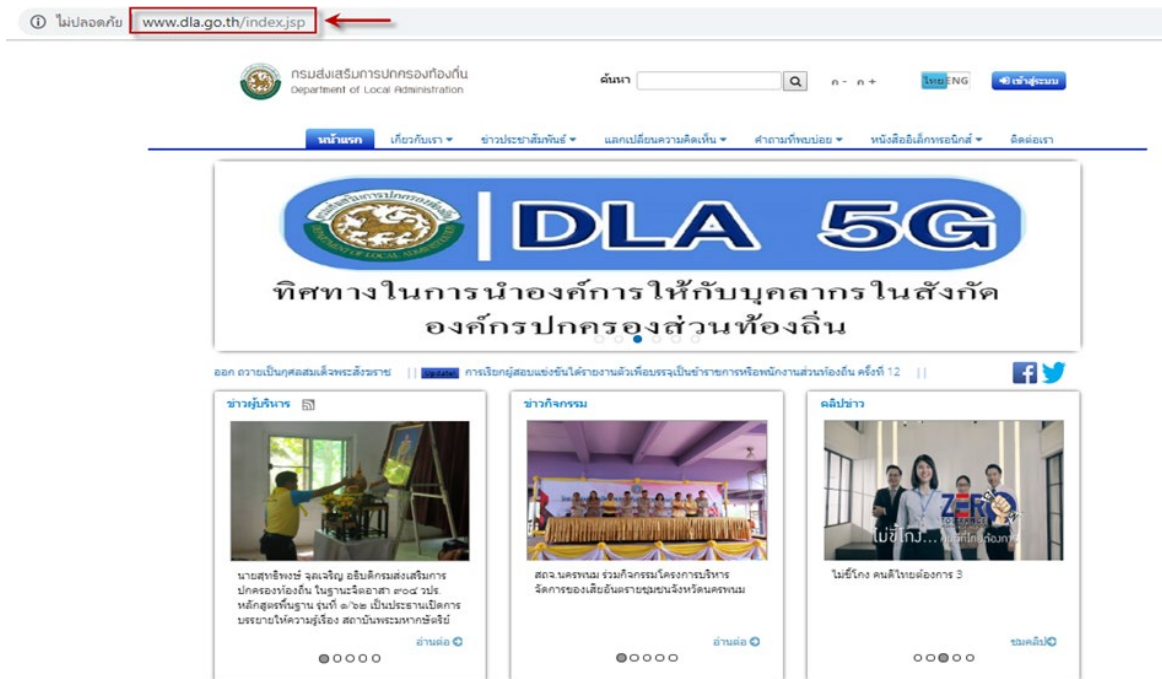 ไม่ปลอดภัย www.dla.go.th/index.jsp
กรมส่งเสริมการปกครองท้องถิ่น
Department of Local Administration
ค้นหา ก - ก + ไทย ENG เข้าสู่ระบบ
หน้าแรก เกี่ยวกับเรา ข่าวประชาสัมพันธ์ แลกเปลี่ยนความคิดเห็น คำถามที่พบบ่อย หนังสืออิเล็กทรอนิกส์ ติดต่อเรา
DLA 5G
ทิศทางในการนำองค์การให้กับบุคลากรในสังกัด
องค์กรปกครองส่วนท้องถิ่น
ออก ถวายเป็นกุศลสมเด็จพระสังฆราช || Update! การเรียกผู้สอบแข่งขันได้รายงานตัวเพื่อบรรจุเป็นข้าราชการหรือพนักงานส่วนท้องถิ่น ครั้งที่ 12 ||
ข่าวผู้บริหาร
ข่าวกิจกรรม
คลิปข่าว
ZERO
TOLERANCE
ไม่ขี้โกง... คนดีที่ไทยต้องการ
นายสุทธิพงษ์ จุลเจริญ อธิบดีกรมส่งเสริมการ
ปกครองท้องถิ่น ในฐานะจิตอาสา ๙๐๔ วปร.
หลักสูตรพื้นฐาน รุ่นที่ ๑/๖๒ เป็นประธานเปิดการ
บรรยายให้ความรู้เรื่อง สถาบันพระมหากษัตริย์
อ่านต่อ
สถจ.นครพนม ร่วมกิจกรรมโครงการบริหาร
จัดการของเสียอันตรายชุมชนจังหวัดนครพนม
อ่านต่อ
ไม่ขี้โกง คนดีไทยต้องการ 3
ชมคลิป